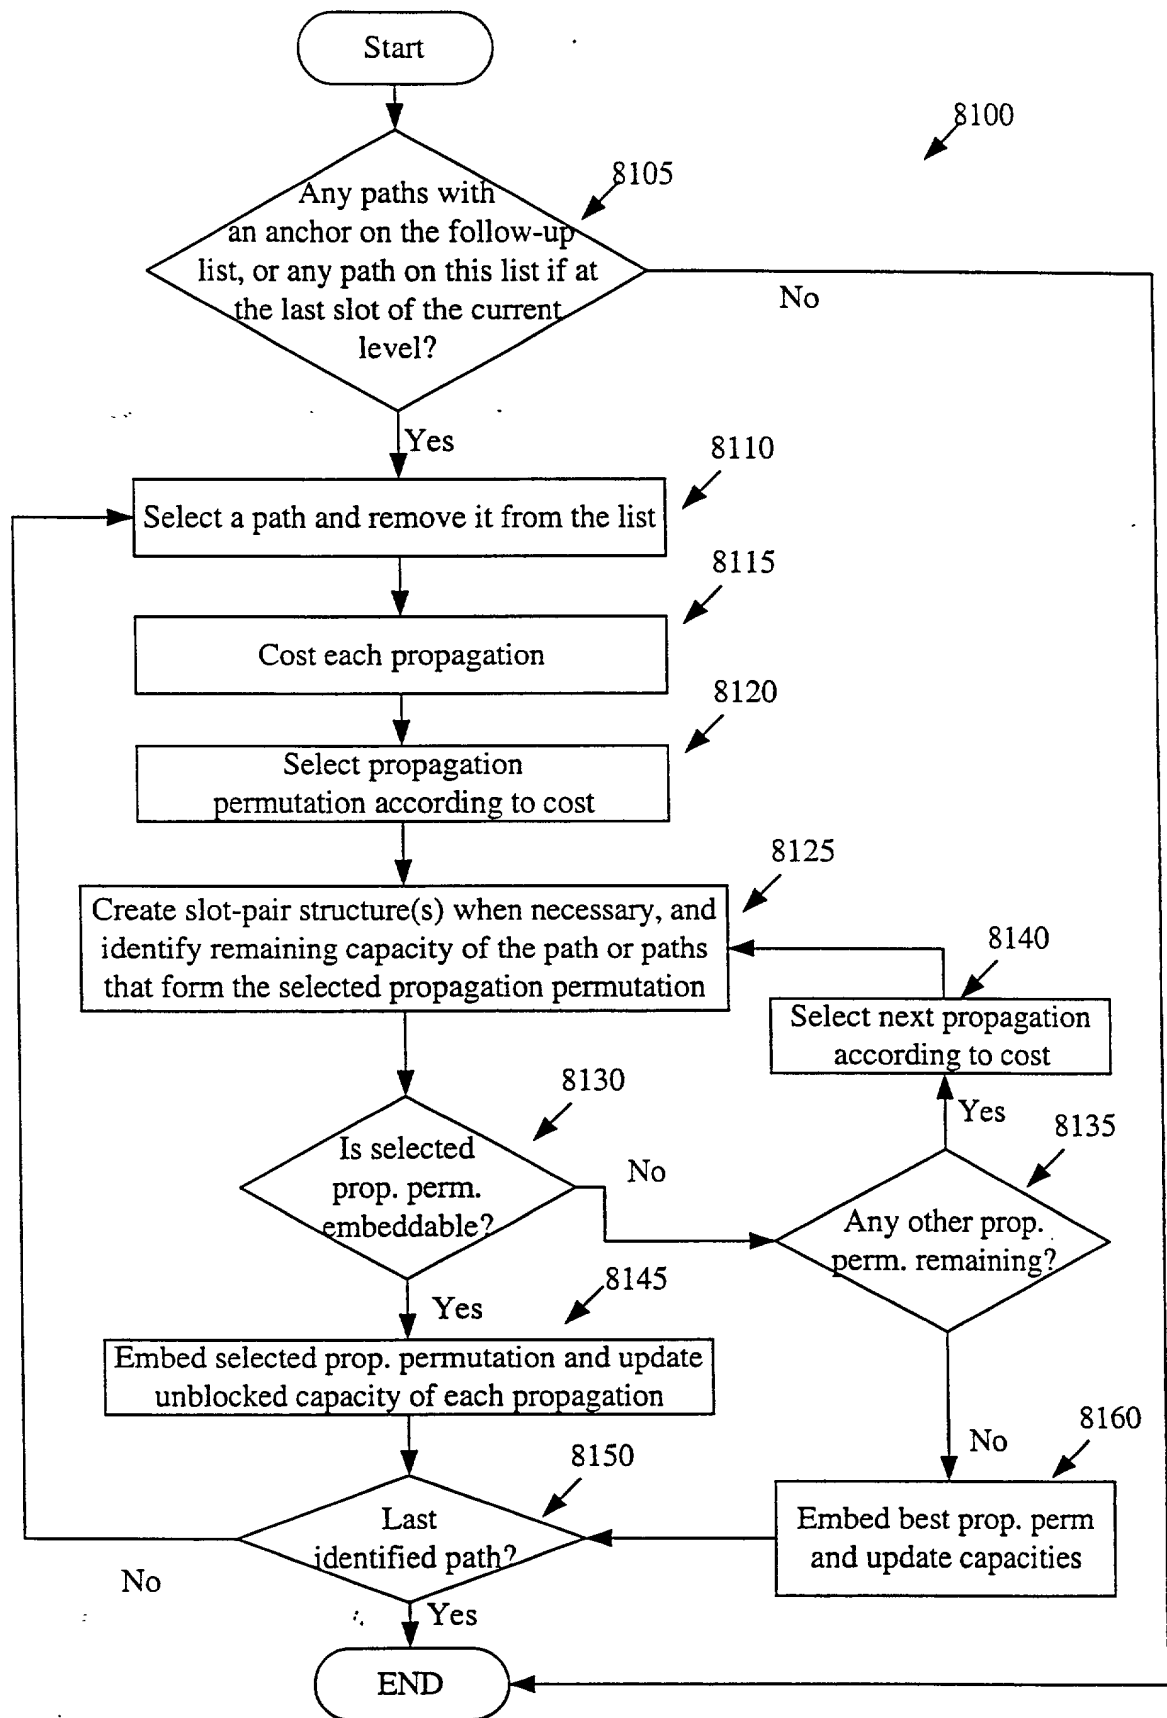 Start
8100
8105
Any paths with
an anchor on the follow-up
list, or any path on this list if at
the last slot of the current
level?
No
Yes
8110
Select a path and remove it from the list
8115
Cost each propagation
8120
Select propagation
permutation according to cost
8125
Create slot-pair structure(s) when necessary, and
identify remaining capacity of the path or paths
that form the selected propagation permutation
8140
Select next propagation
according to cost
8130
Is selected
prop. perm.
embeddable?
No
Yes
8135
Any other prop.
perm. remaining?
8145
Yes
Embed selected prop. permutation and update
unblocked capacity of each propagation
No
8160
Embed best prop. perm
and update capacities
8150
Last
identified path?
No
Yes
END